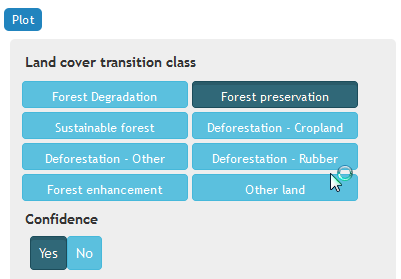 Plot
Land cover transition class
Forest Degradation
Forest preservation
Sustainable forest
Deforestation - Cropland
Deforestation - Other
Deforestation - Rubber
Forest enhancement
Other land
Confidence
Yes
No